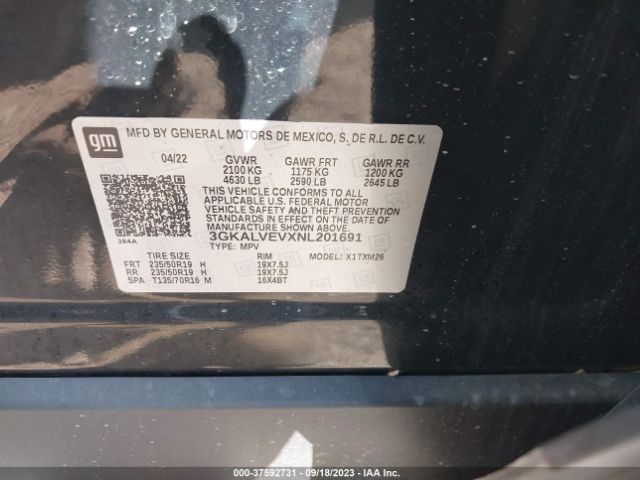 gm
MFD BY GENERAL MOTORS DE MEXICO, S. DE R.L. DE C.V.
04/22 GVWR GAWR FRT GAWR RR
2100 KG 1175 KG 1200 KG
4630 LB 2590 LB 2645 LB
THIS VEHICLE CONFORMS TO ALL
APPLICABLE U.S. FEDERAL MOTOR
VEHICLE SAFETY AND THEFT PREVENTION
STANDARDS IN EFFECT ON THE DATE OF
MANUFACTURE SHOWN ABOVE.
384A 3GKALVEVXNL201691
TYPE: MPV
TIRE SIZE RIM MODEL: X1TXM26
FRT 235/50R19 H 19X7.5J
RR 235/50R19 H 19X7.5J
SPA T135/70R16 M 16X4BT
00-37592731 - 09/18/2023 - IAAI.COM